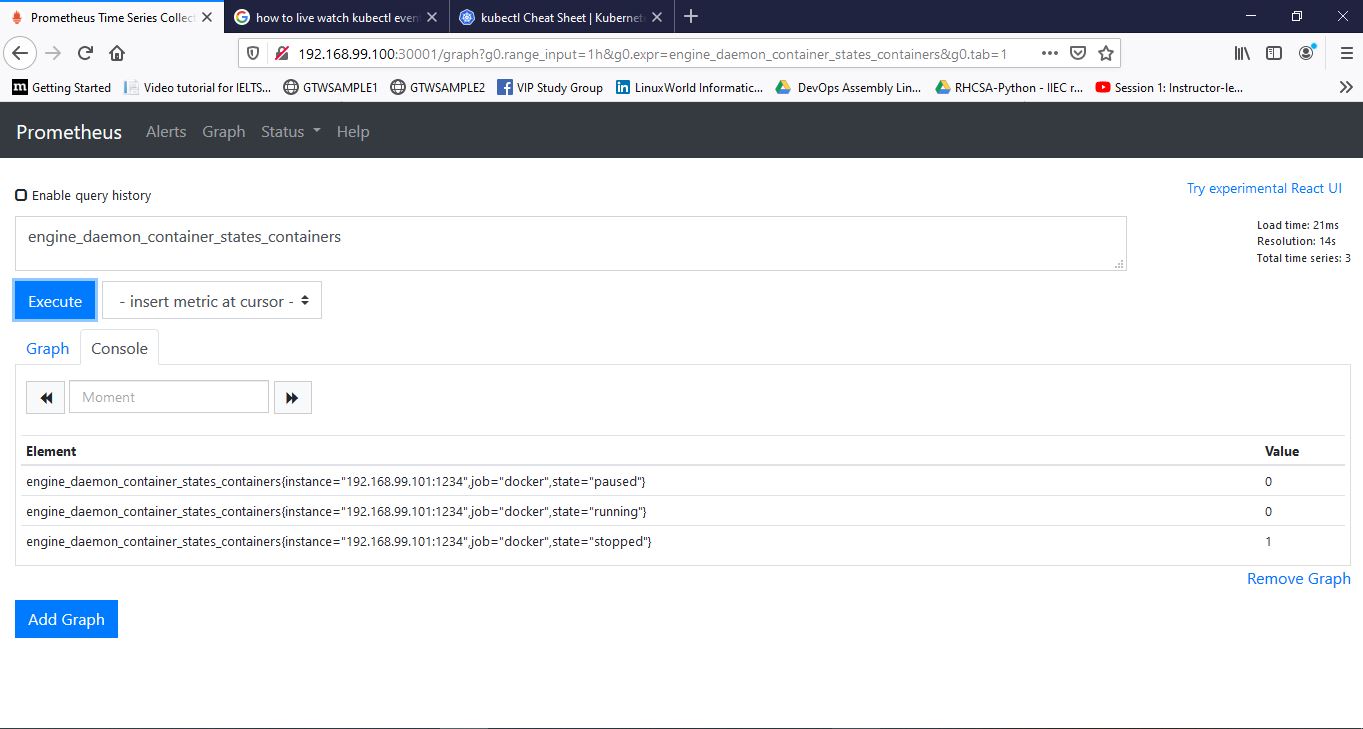 Prometheus Time Series Collec
how to live watch kubectl even
kubectl Cheat Sheet | Kubernet
192.168.99.100:30001/graph?g0.range_input=1h&g0.expr=engine_daemon_container_states_containers&g0.tab=1
Getting Started Video tutorial for IELTS... GTWSAMPLE1 GTWSAMPLE2 VIP Study Group LinuxWorld Informatic... DevOps Assembly Lin... RHCSA-Python - IIEC r... Session 1: Instructor-le...
Prometheus Alerts Graph Status Help
Enable query history
Try experimental React UI
engine_daemon_container_states_containers
Load time: 21ms
Resolution: 14s
Total time series: 3
Execute - insert metric at cursor -
Graph Console
Moment
Element Value
engine_daemon_container_states_containers{instance="192.168.99.101:1234",job="docker",state="paused"} 0
engine_daemon_container_states_containers{instance="192.168.99.101:1234",job="docker",state="running"} 0
engine_daemon_container_states_containers{instance="192.168.99.101:1234",job="docker",state="stopped"} 1
Remove Graph
Add Graph